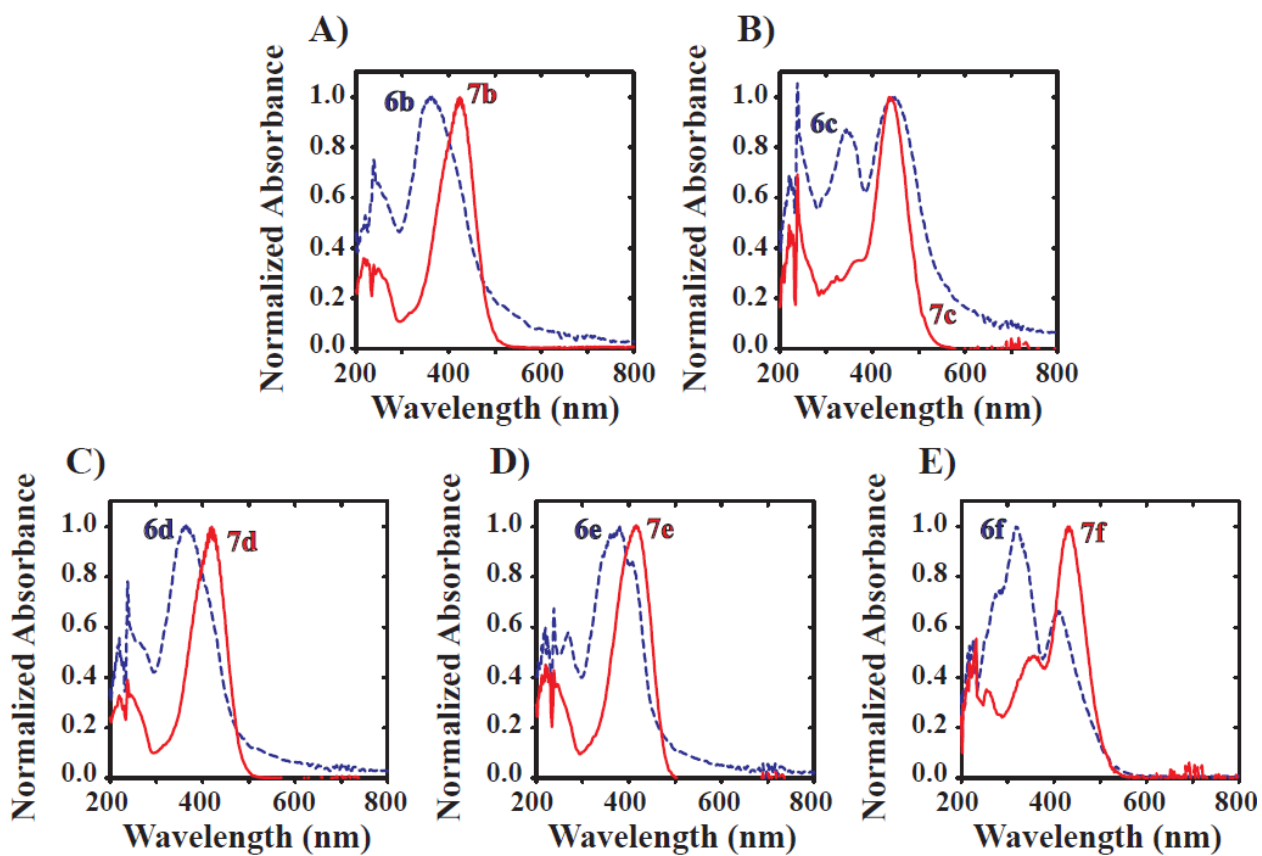 A)
B)
Normalized Absorbance
1.0
0.8
0.6
0.4
0.2
0.0
6b
7b
200 400 600 800
Wavelength (nm)
Normalized Absorbance
1.0
0.8
0.6
0.4
0.2
0.0
6c
7c
200 400 600 800
Wavelength (nm)
C)
D)
E)
Normalized Absorbance
1.0
0.8
0.6
0.4
0.2
0.0
6d
7d
200 400 600 800
Wavelength (nm)
Normalized Absorbance
1.0
0.8
0.6
0.4
0.2
0.0
6e
7e
200 400 600 800
Wavelength (nm)
Normalized Absorbance
1.0
0.8
0.6
0.4
0.2
0.0
6f
7f
200 400 600 800
Wavelength (nm)